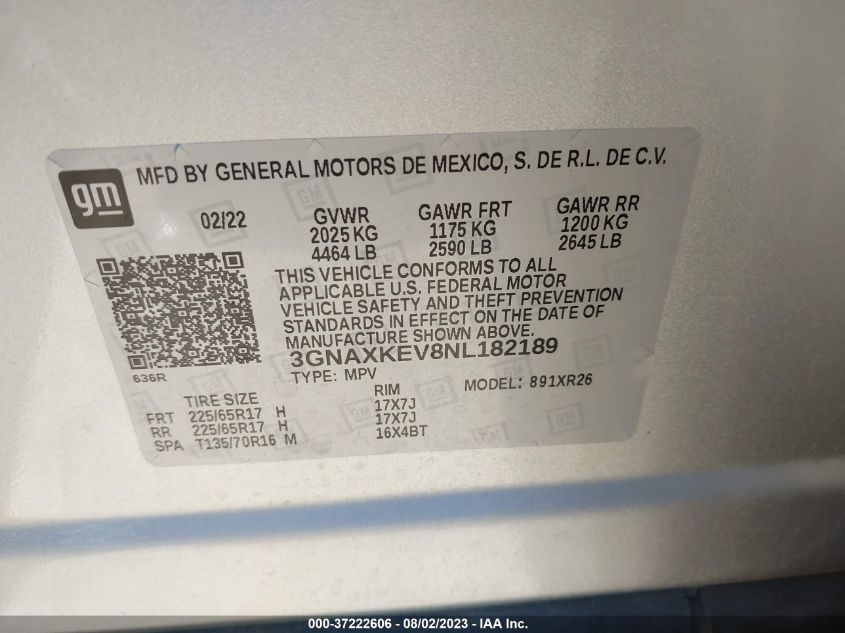 gm
MFD BY GENERAL MOTORS DE MEXICO, S. DE R.L. DE C.V.
02/22 GVWR GAWR FRT GAWR RR
2025 KG 1175 KG 1200 KG
4464 LB 2590 LB 2645 LB
THIS VEHICLE CONFORMS TO ALL
APPLICABLE U.S. FEDERAL MOTOR
VEHICLE SAFETY AND THEFT PREVENTION
STANDARDS IN EFFECT ON THE DATE OF
MANUFACTURE SHOWN ABOVE.
3GNAXKEV8NL182189
636R
TYPE: MPV MODEL: 891XR26
TIRE SIZE RIM
FRT 225/65R17 H 17X7J
RR 225/65R17 H 17X7J
SPA T135/70R16 M 16X4BT
000-37222606 - 08/02/2023 - IAA Inc.